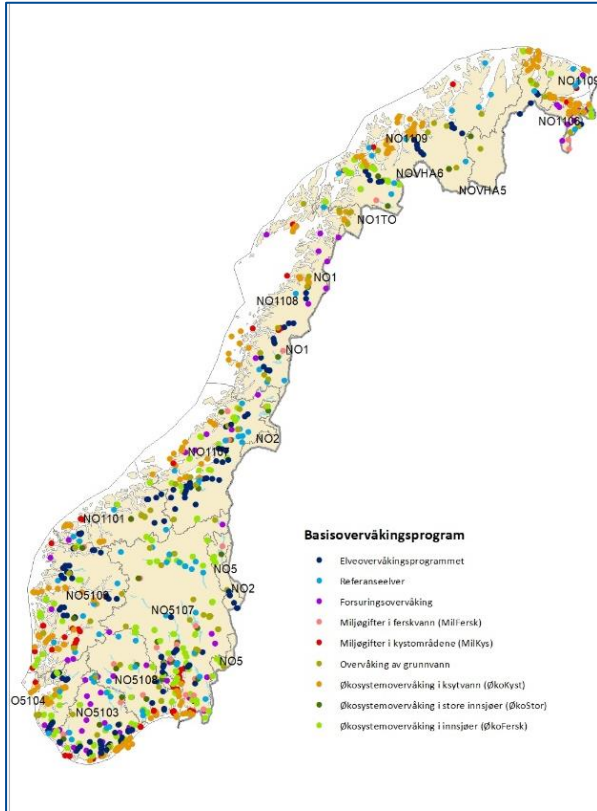 NO1109
NO1108
NO1109
NOVHA6
NOVHA5
NO1TO
NO1
NO1108
NO1
NO2
NO1107
NO1101
NO5
NO2
NO5107
NO5
NO5108
O5104
NO5103
Basisovervåkingsprogram
Elveovervåkingsprogrammet
Referanseelver
Forsuringsovervåking
Miljøgifter i ferskvann (MilFersk)
Miljøgifter i kystområdene (MilKys)
Overvåking av grunnvann
Økosystemovervåking i ksytvann (ØkoKyst)
Økosystemovervåking i store innsjøer (ØkoStor)
Økosystemovervåking i innsjøer (ØkoFersk)